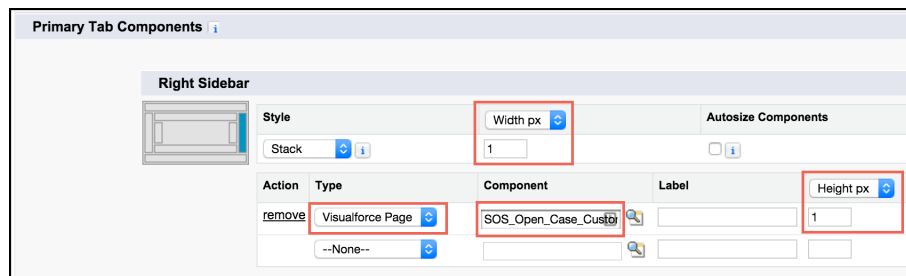 Primary Tab Components i
Right Sidebar
Style Width px Autosize Components
Stack i 1 i
Action Type Component Label Height px
remove Visualforce Page SOS_Open_Case_Custor 1
--None--